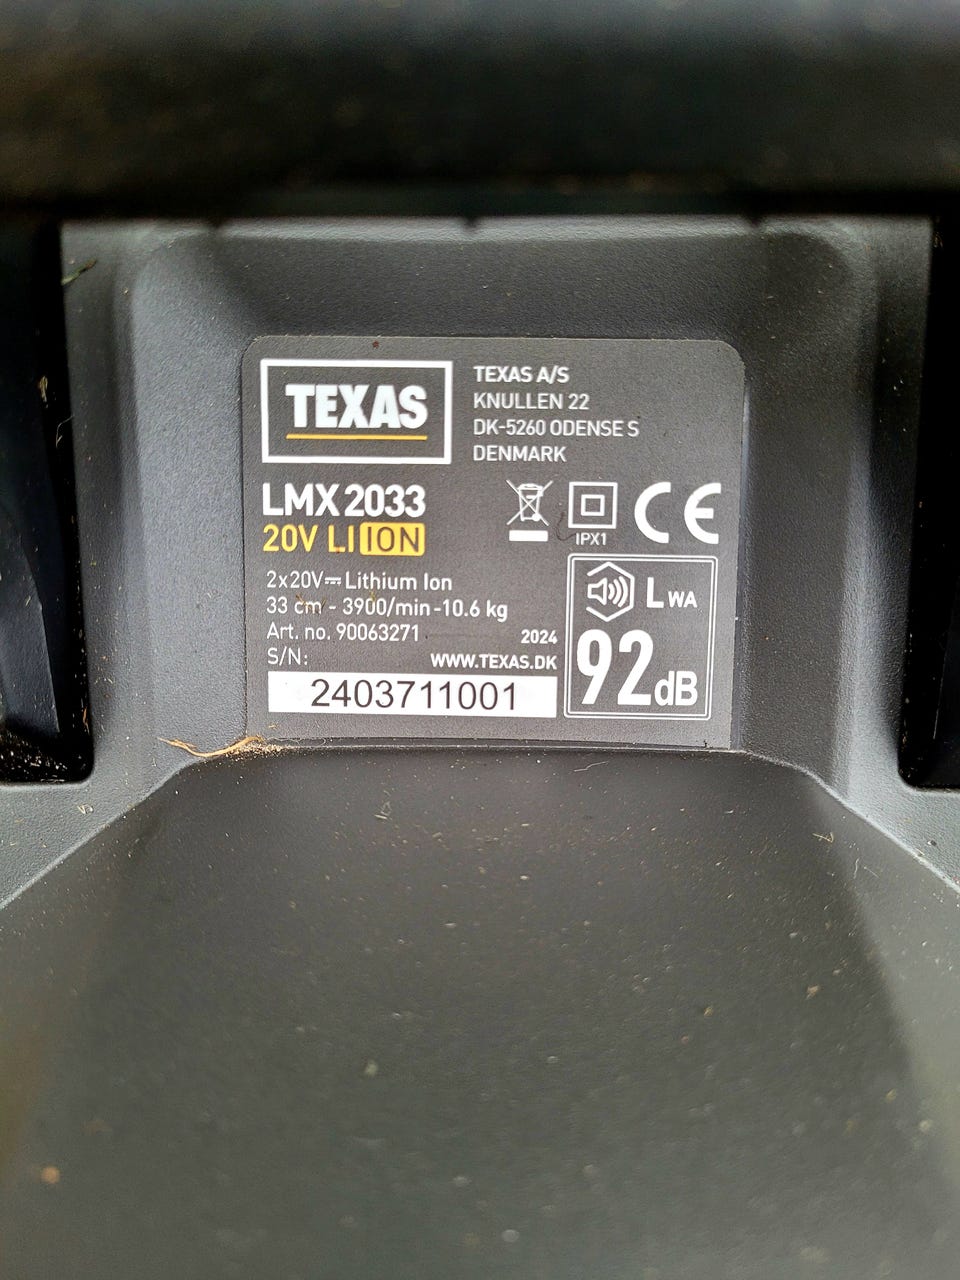 TEXAS
TEXAS A/S
KNULLEN 22
DK-5260 ODENSE S
DENMARK
LMX 2033
20V LI ION
IPX1
CE
2x20V⎓Lithium Ion
33 cm - 3900/min-10.6 kg
Art. no. 90063271
2024
S/N:
WWW.TEXAS.DK
2403711001
LWA
92dB